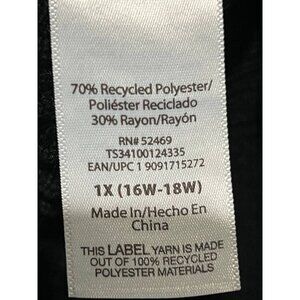 70% Recycled Polyester/
Poliéster Reciclado
30% Rayon/Rayón
RN# 52469
TS34100124335
EAN/UPC 1 9091715272
1X (16W-18W)
Made In/Hecho En
China
THIS LABEL YARN IS MADE
OUT OF 100% RECYCLED
POLYESTER MATERIALS